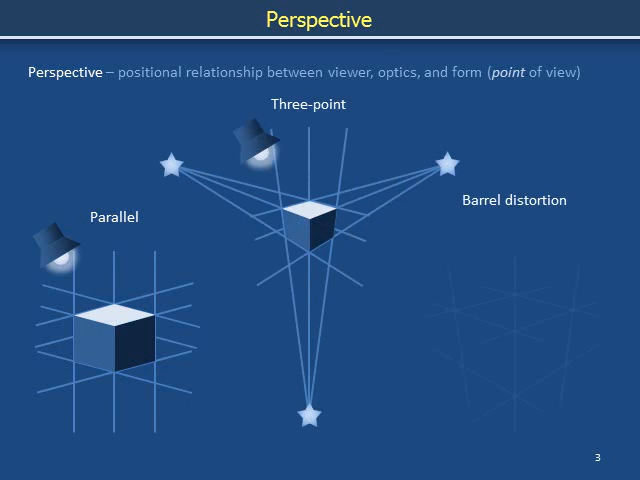 Perspective
Perspective – positional relationship between viewer, optics, and form (point of view)
Three-point
Barrel distortion
Parallel
3